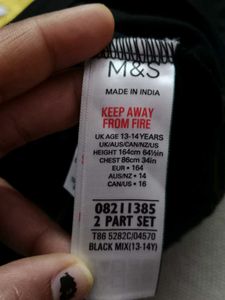 M&S
MADE IN INDIA
KEEP AWAY
FROM FIRE
UK AGE 13-14 YEARS
UK/AUS/CAN/NZ/US
HEIGHT 164cm 64½in
CHEST 86cm 34in
EUR • 164
AUS/NZ • 14
CAN/US • 16
08211385
2 PART SET
T86 5282C/04570
BLACK MIX(13-14Y)